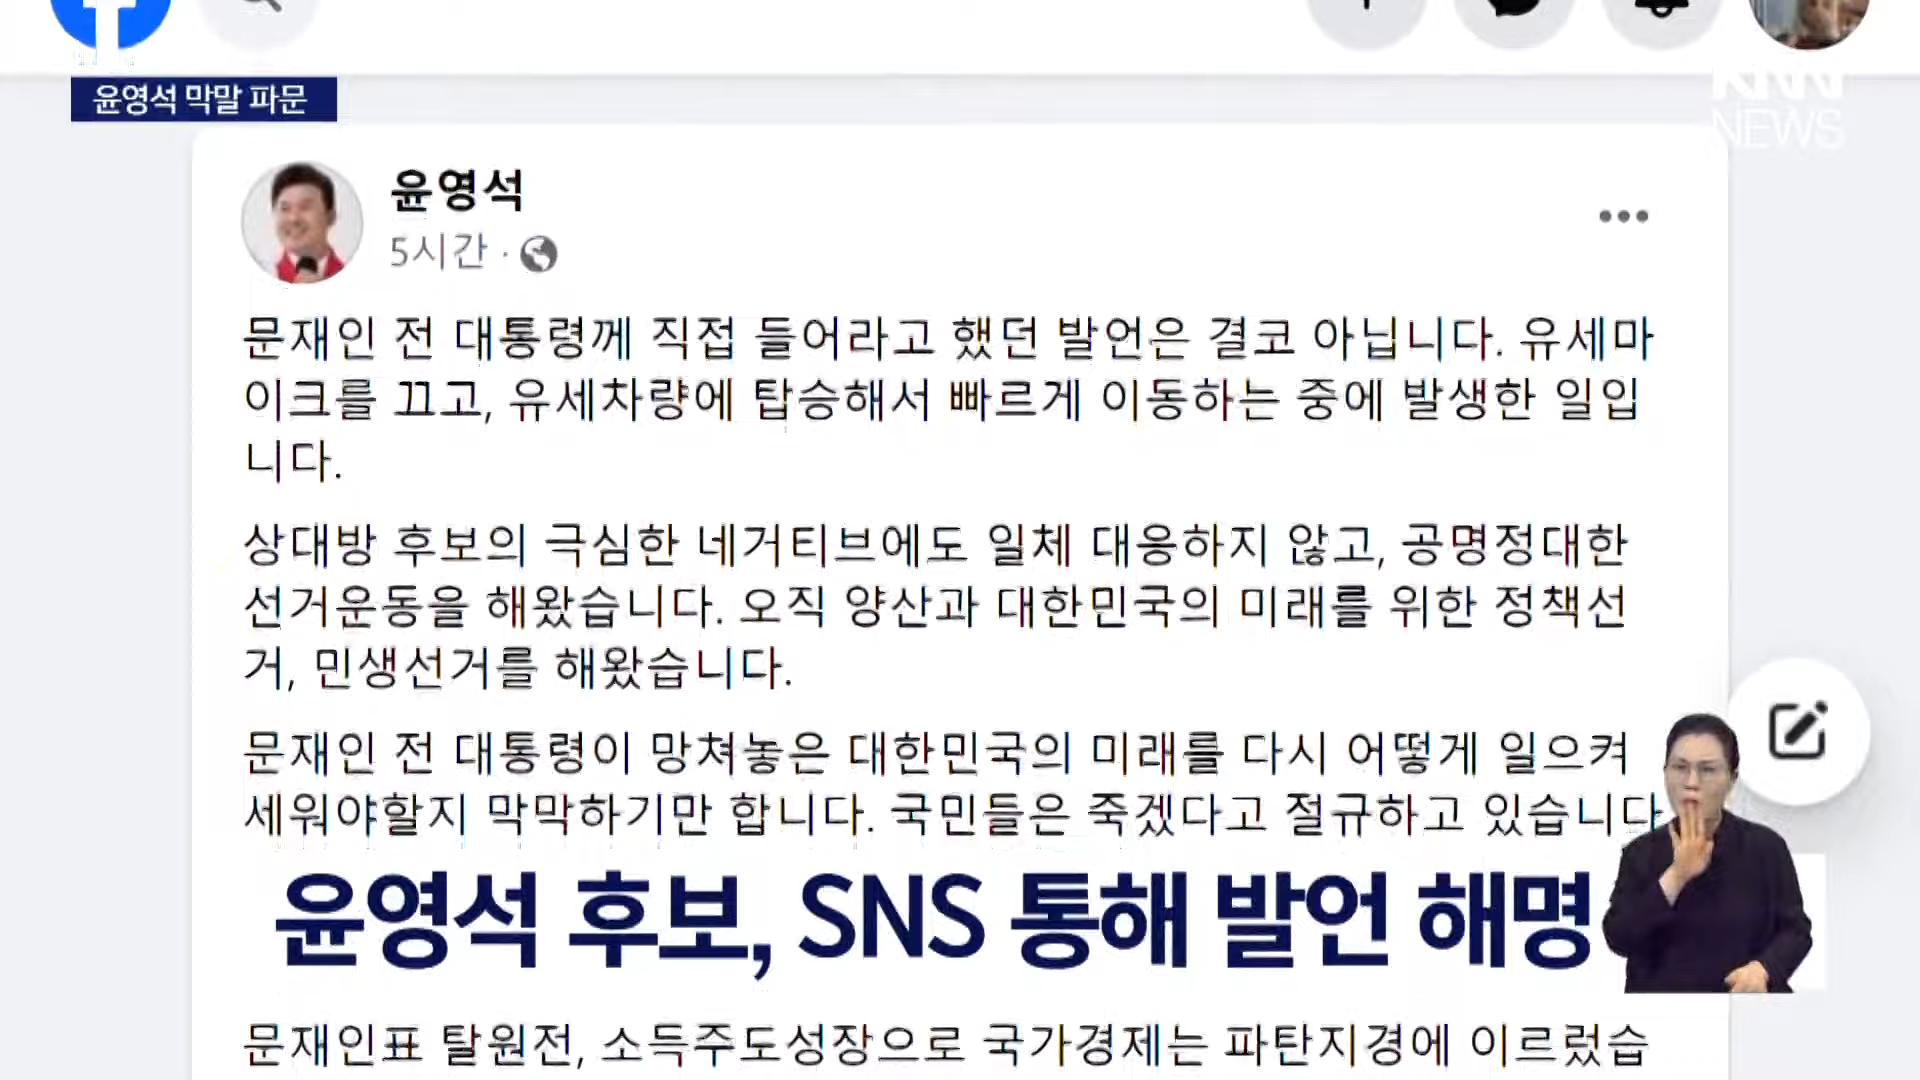 윤영석 막말 파문
KNN
NEWS
윤영석
5시간 ·
문재인 전 대통령께 직접 들어라고 했던 발언은 결코 아닙니다. 유세마
이크를 끄고, 유세차량에 탑승해서 빠르게 이동하는 중에 발생한 일입
니다.
상대방 후보의 극심한 네거티브에도 일체 대응하지 않고, 공명정대한
선거운동을 해왔습니다. 오직 양산과 대한민국의 미래를 위한 정책선
거, 민생선거를 해왔습니다.
문재인 전 대통령이 망쳐놓은 대한민국의 미래를 다시 어떻게 일으켜
세워야할지 막막하기만 합니다. 국민들은 죽겠다고 절규하고 있습니다
윤영석 후보, SNS 통해 발언 해명
문재인표 탈원전, 소득주도성장으로 국가경제는 파탄지경에 이르렀습